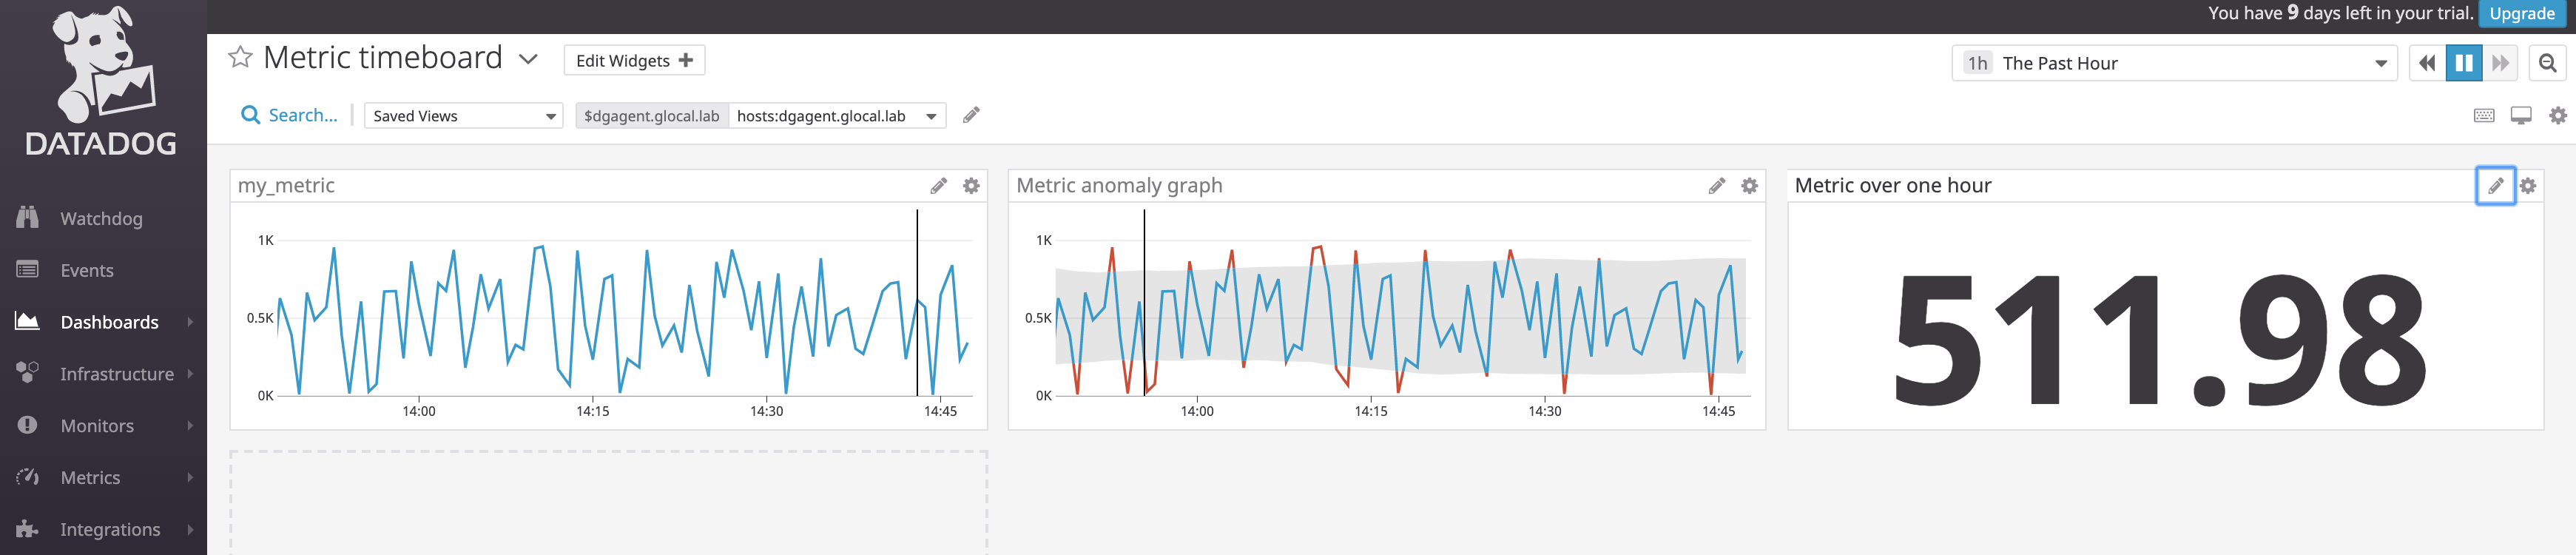 You have 9 days left in your trial. Upgrade
DATADOG
Watchdog
Events
Dashboards
Infrastructure
Monitors
Metrics
Integrations
Metric timeboard
Edit Widgets
1h The Past Hour
Search...
Saved Views
$dgagent.glocal.lab hosts:dgagent.glocal.lab
my_metric
1K
0.5K
0K
14:00 14:15 14:30 14:45
Metric anomaly graph
1K
0.5K
0K
14:00 14:15 14:30 14:45
Metric over one hour
511.98